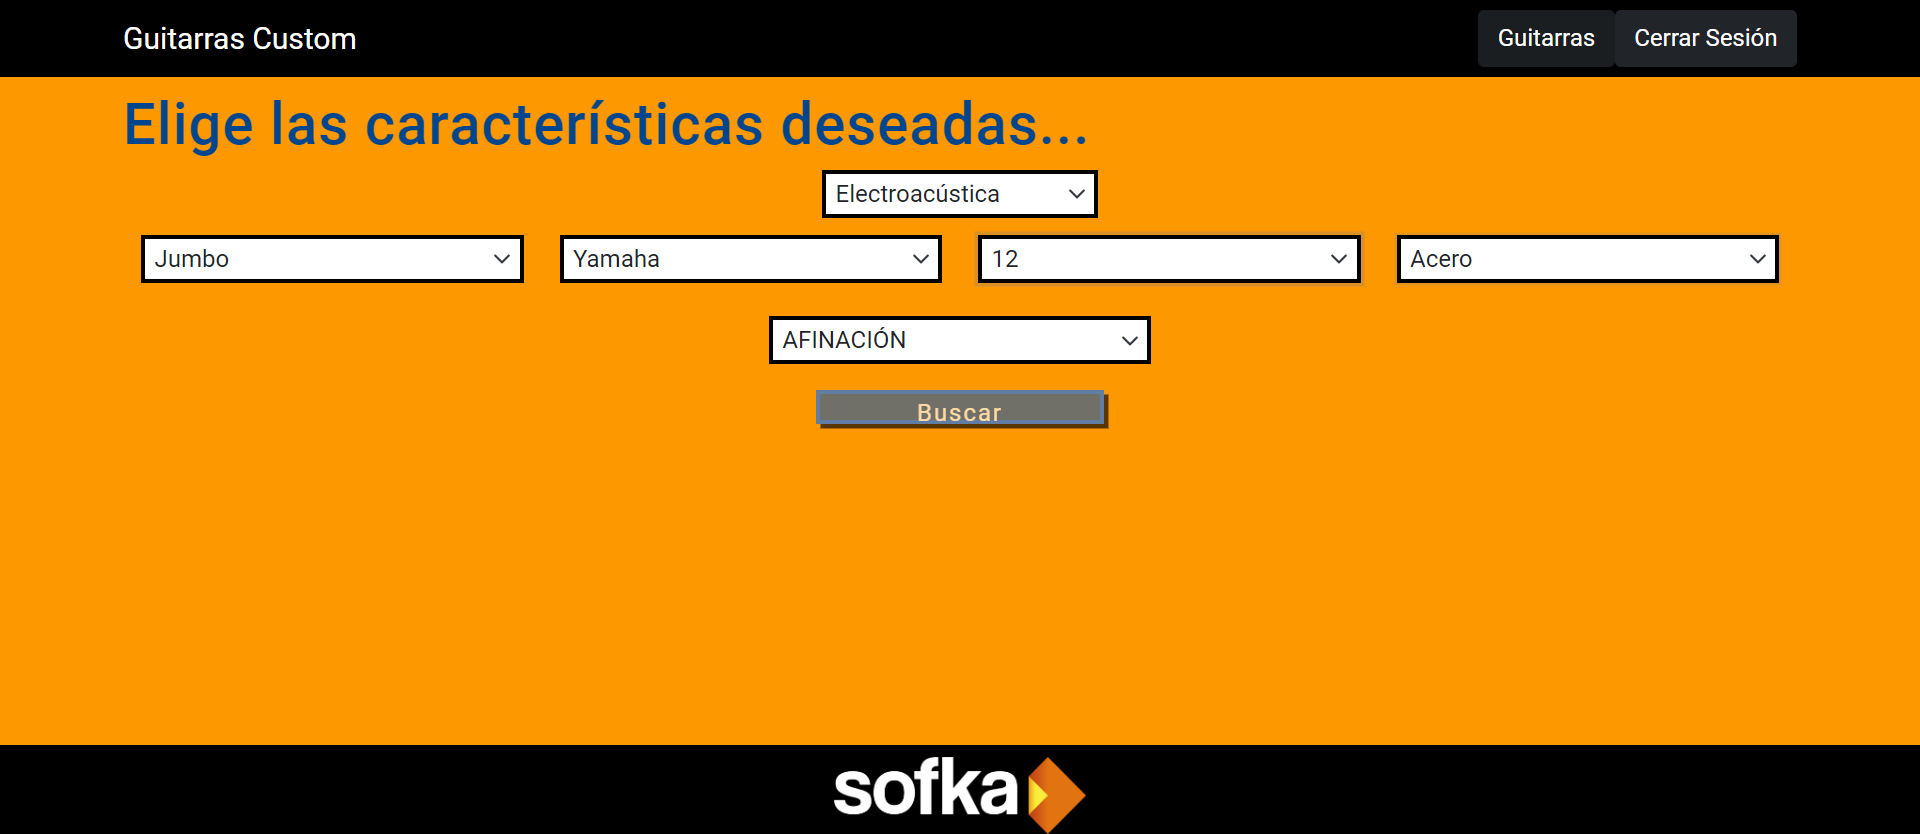 Guitarras Custom
Guitarras
Cerrar Sesión
Elige las características deseadas...
Electroacústica
Jumbo
Yamaha
12
Acero
AFINACIÓN
Buscar
sofka